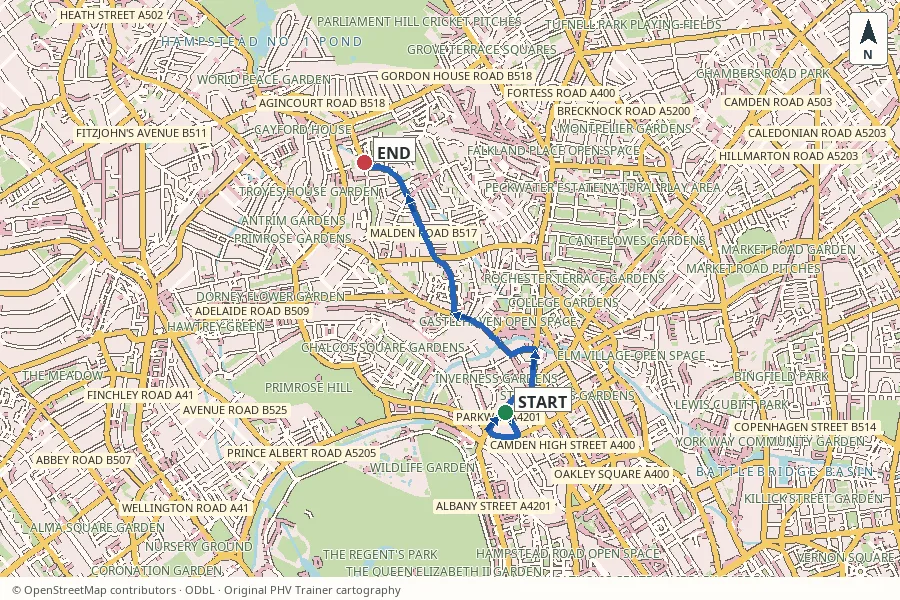 HEATH STREET A502
PARLIAMENT HILL CRICKET PITCHES
TUFNELL PARK PLAYING FIELDS
HAMPSTEAD NO. POND
GROVE TERRACE SQUARES
N
WORLD PEACE GARDEN
GORDON HOUSE ROAD B518
CHAMBERS ROAD PARK
FORTESS ROAD A400
AGINCOURT ROAD B518
CAMDEN ROAD A503
BRECKNOCK ROAD A5200
CAYFORD HOUSE
MONTPELIER GARDENS
FITZJOHN'S AVENUE B511
CALEDONIAN ROAD A5203
END
FALKLAND PLACE OPEN SPACE
HILLMARTON ROAD A5203
TROYES HOUSE GARDEN
PECKWATER ESTATE NATURAL PLAY AREA
ANTRIM GARDENS
MALDEN ROAD B517
PRIMROSE GARDENS
CANTELOWES GARDENS
MARKET ROAD GARDEN
MARKET ROAD PITCHES
ROCHESTER TERRACE GARDENS
DORNEY FLOWER GARDEN
COLLEGE GARDENS
ADELAIDE ROAD B509
HAWTREY GREEN
CASTLEHAVEN OPEN SPACE
CHALCOT SQUARE GARDENS
ELM VILLAGE OPEN SPACE
THE MEADOW
INVERNESS GARDENS
BINGFIELD PARK
PRIMROSE HILL
FINCHLEY ROAD A41
GARDENS
START
LEWIS CUBITT PARK
AVENUE ROAD B525
A4201
COPENHAGEN STREET B514
CAMDEN HIGH STREET A400
YORK WAY COMMUNITY GARDEN
PRINCE ALBERT ROAD A5205
ABBEY ROAD B507
WILDLIFE GARDEN
OAKLEY SQUARE A400
BATTLEBRIDGE BASIN
KILLICK STREET GARDEN
WELLINGTON ROAD A41
ALBANY STREET A4201
ALMA SQUARE GARDEN
NURSERY GROUND
THE REGENT'S PARK
HAMPSTEAD ROAD OPEN SPACE
VERNON SQUARE
CORONATION GARDEN
THE QUEEN ELIZABETH II GARDEN
© OpenStreetMap contributors · ODbL · Original PHV Trainer cartography